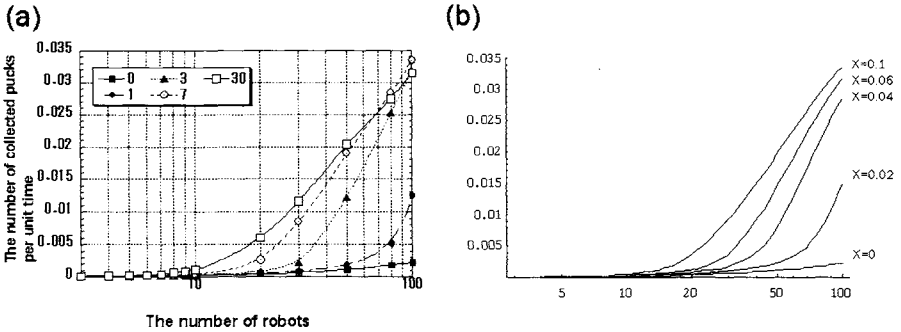 (a)
The number of collected pucks
per unit time
0.035
0.03
0.025
0.02
0.015
0.01
0.005
0
0 3 30
1 7
10 100
The number of robots
(b)
0.035
0.03
0.025
0.02
0.015
0.01
0.005
X=0.1
X=0.06
X=0.04
X=0.02
X=0
5 10 20 50 100